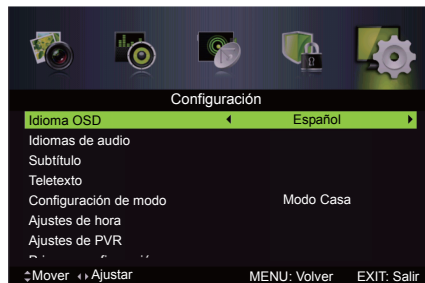 Configuración
Idioma OSD Español
Idiomas de audio
Subtítulo
Teletexto
Configuración de modo Modo Casa
Ajustes de hora
Ajustes de PVR
Mover Ajustar MENU: Volver EXIT: Salir